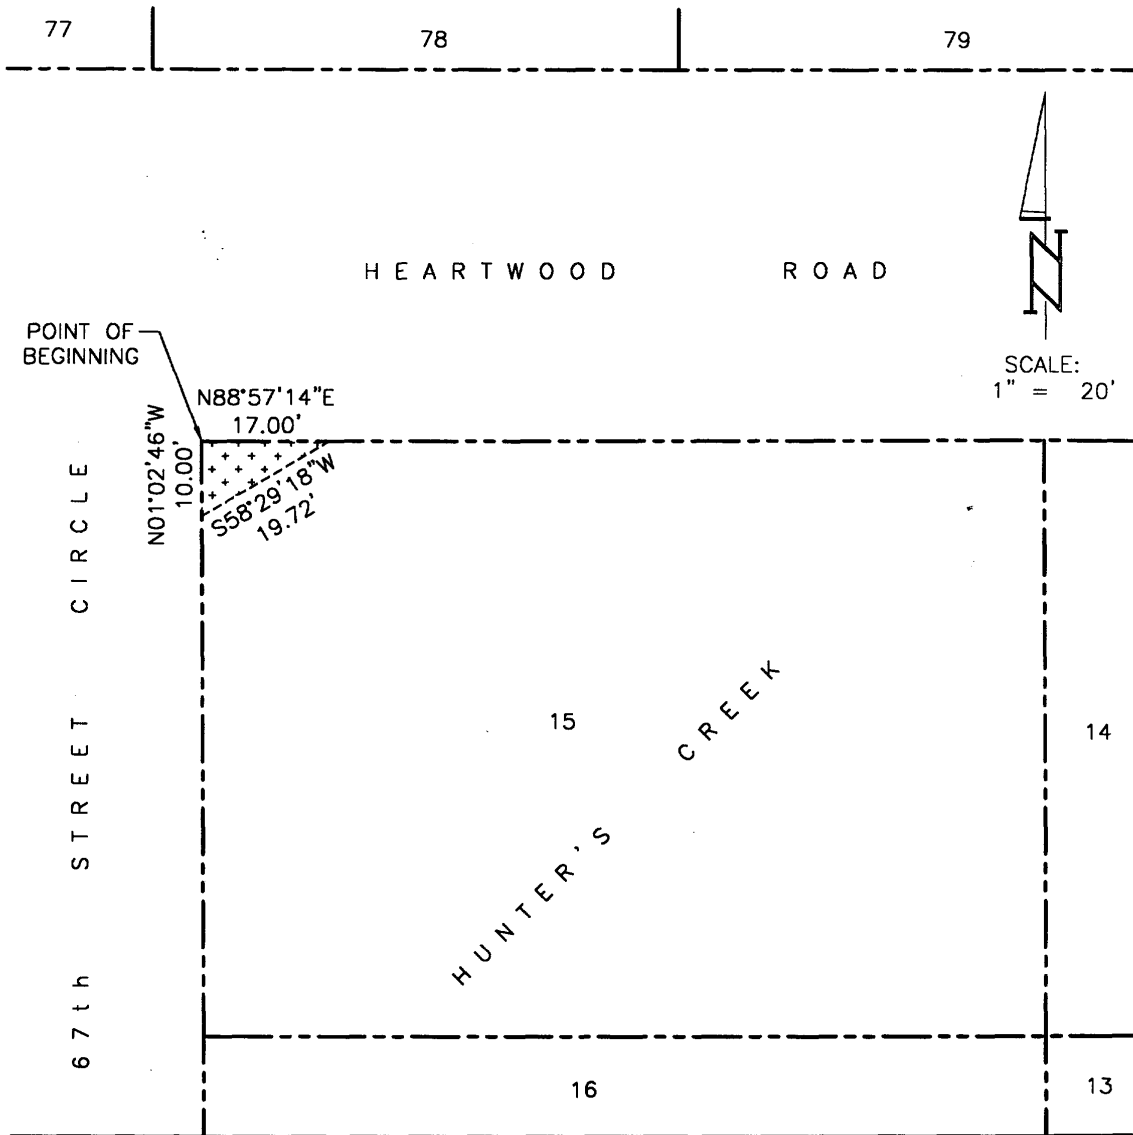 77
78
79
HEARTWOOD ROAD
N
SCALE:
1" = 20'
POINT OF
BEGINNING
N88°57'14"E
17.00'
N01°02'46"W
10.00'
S58°29'18"W
19.72'
67th STREET CIRCLE
15
14
HUNTER'S CREEK
16
13